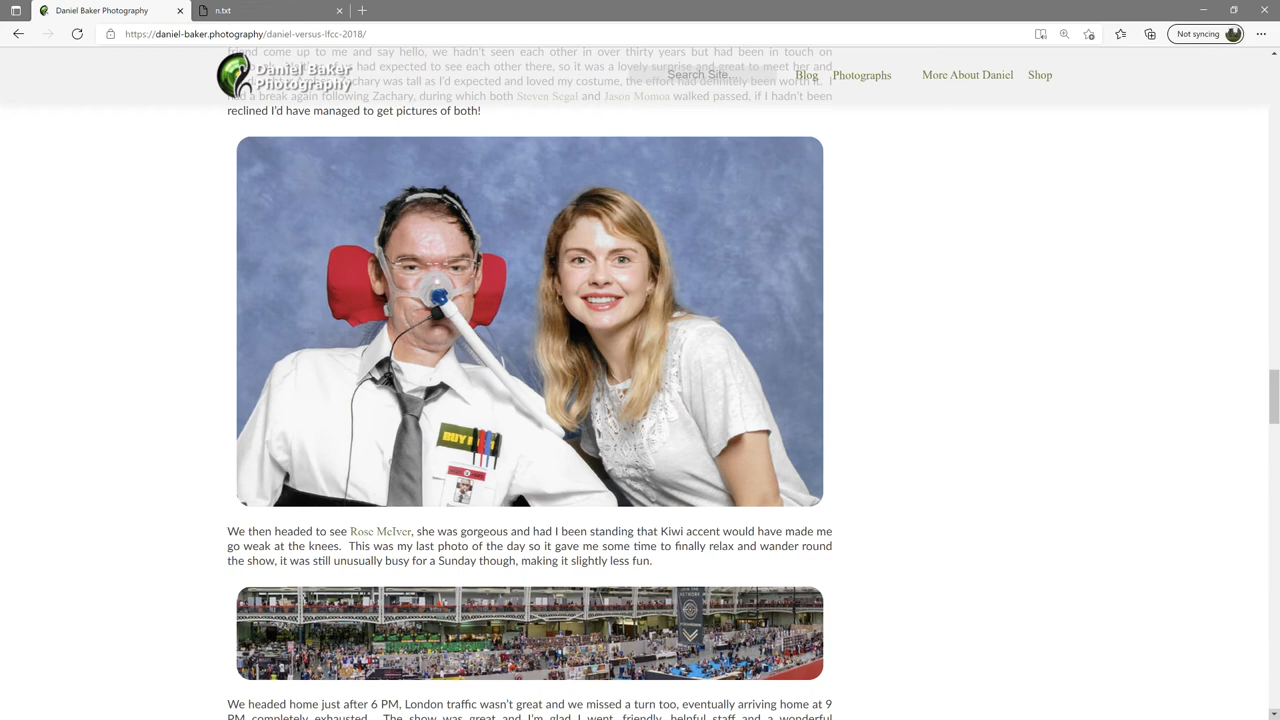 Daniel Baker Photography
n.txt
https://daniel-baker.photography/daniel-versus-lfcc-2018/
Not syncing
friend come up to me and say hello, we hadn't seen each other in over thirty years but had been in touch on
had expected to see each other there, so it was a lovely surprise and great to meet her and
Daniel Baker
Photography
Search Site...
Blog
Photographs
More About Daniel
Shop
Zachary was tall as I'd expected and loved my costume, the effort had definitely been worth it. I
had a break again following Zachary, during which both Steven Segal and Jason Momoa walked passed, if I hadn't been
reclined I'd have managed to get pictures of both!
BUY
We then headed to see Rose McIver, she was gorgeous and had I been standing that Kiwi accent would have made me
go weak at the knees. This was my last photo of the day so it gave me some time to finally relax and wander round
the show, it was still unusually busy for a Sunday though, making it slightly less fun.
JOIN THE
NETWORK
We headed home just after 6 PM, London traffic wasn't great and we missed a turn too, eventually arriving home at 9
PM completely exhausted. The show was great and I'm glad I went, friendly, helpful staff and a wonderful